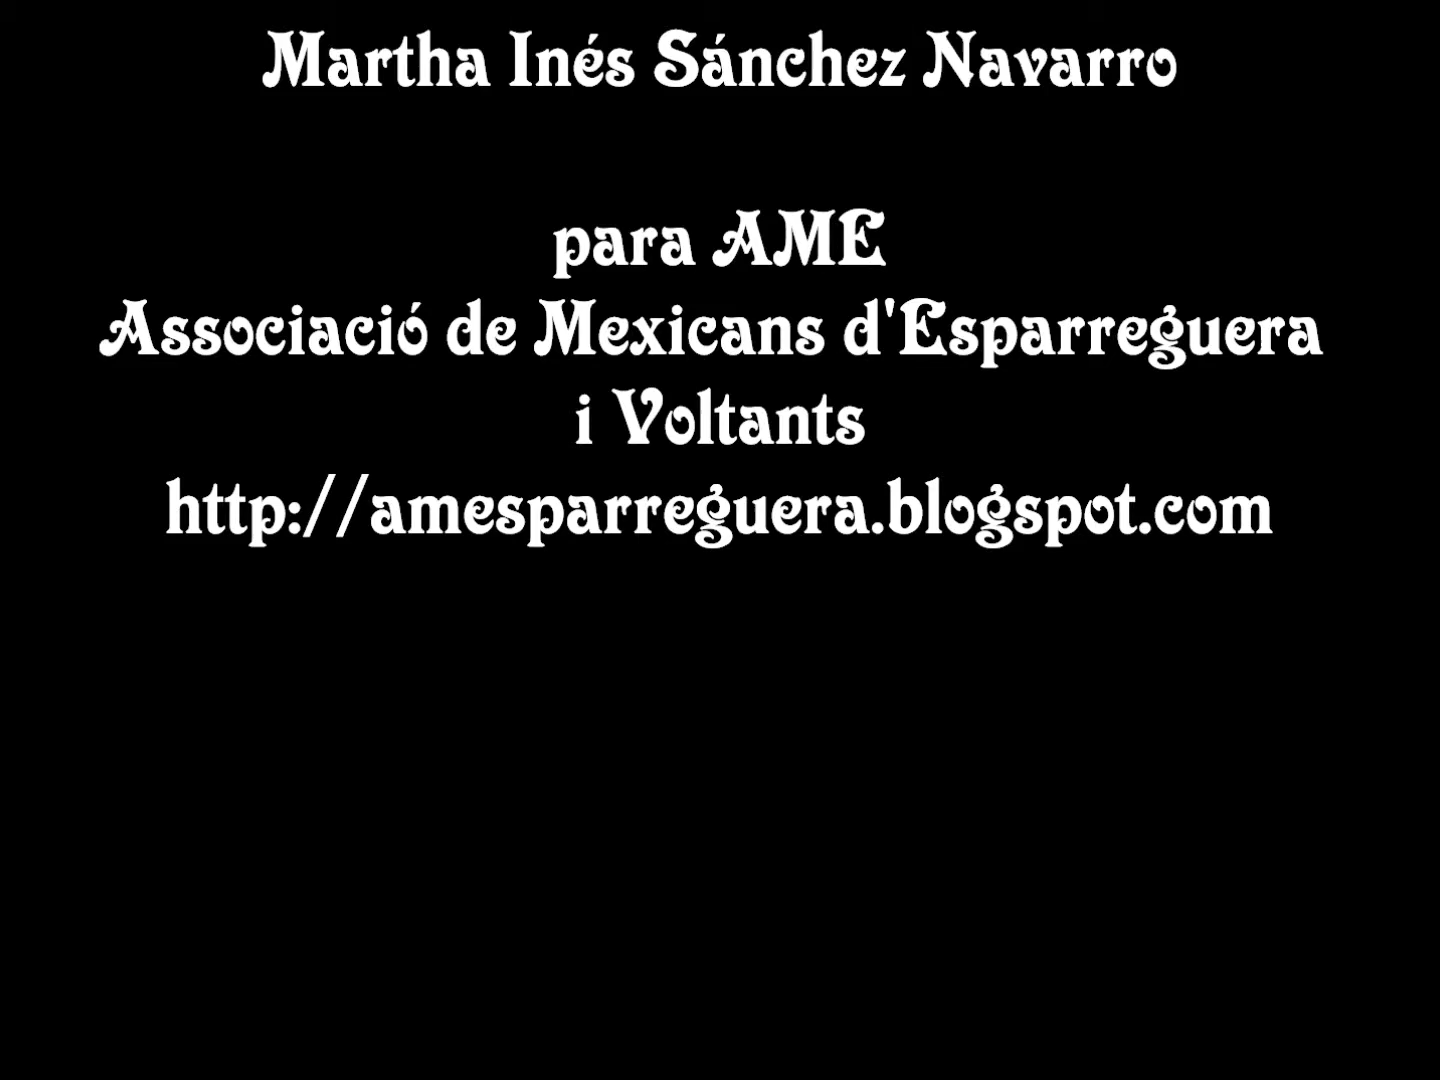 Martha Inés Sánchez Navarro
para AME
Associació de Mexicans d'Esparreguera
i Voltants
http://amesparreguera.blogspot.com